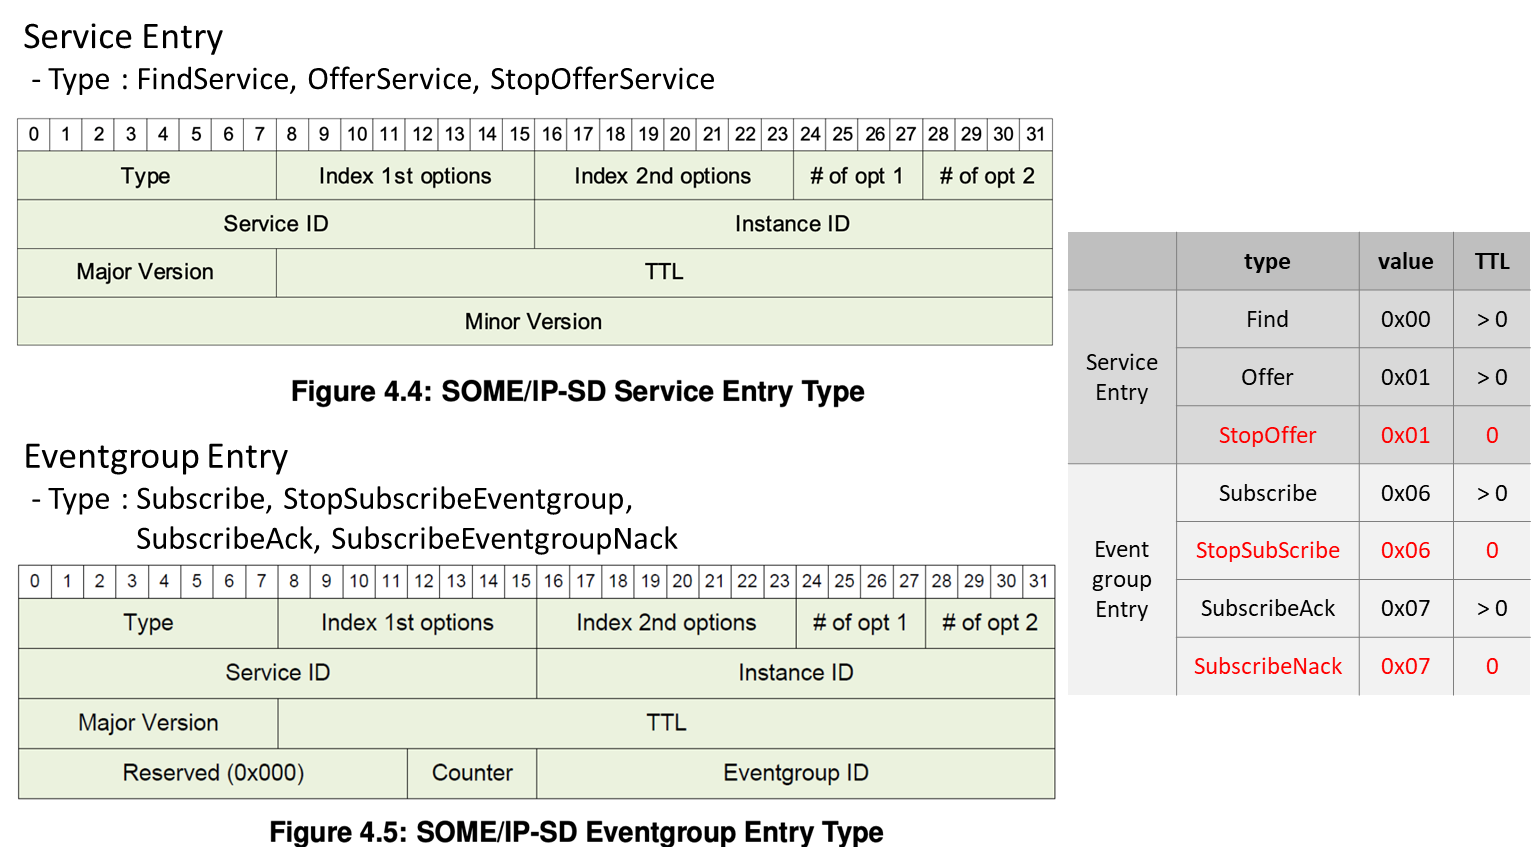 Service Entry
- Type : FindService, OfferService, StopOfferService
0 1 2 3 4 5 6 7 8 9 10 11 12 13 14 15 16 17 18 19 20 21 22 23 24 25 26 27 28 29 30 31
Type Index 1st options Index 2nd options # of opt 1 # of opt 2
Service ID Instance ID
Major Version TTL
Minor Version
Figure 4.4: SOME/IP-SD Service Entry Type
Eventgroup Entry
- Type : Subscribe, StopSubscribeEventgroup,
SubscribeAck, SubscribeEventgroupNack
0 1 2 3 4 5 6 7 8 9 10 11 12 13 14 15 16 17 18 19 20 21 22 23 24 25 26 27 28 29 30 31
Type Index 1st options Index 2nd options # of opt 1 # of opt 2
Service ID Instance ID
Major Version TTL
Reserved (0x000) Counter Eventgroup ID
Figure 4.5: SOME/IP-SD Eventgroup Entry Type
type value TTL
Service
Entry
Find 0x00 > 0
Offer 0x01 > 0
StopOffer 0x01 0
Event
group
Entry
Subscribe 0x06 > 0
StopSubScribe 0x06 0
SubscribeAck 0x07 > 0
SubscribeNack 0x07 0